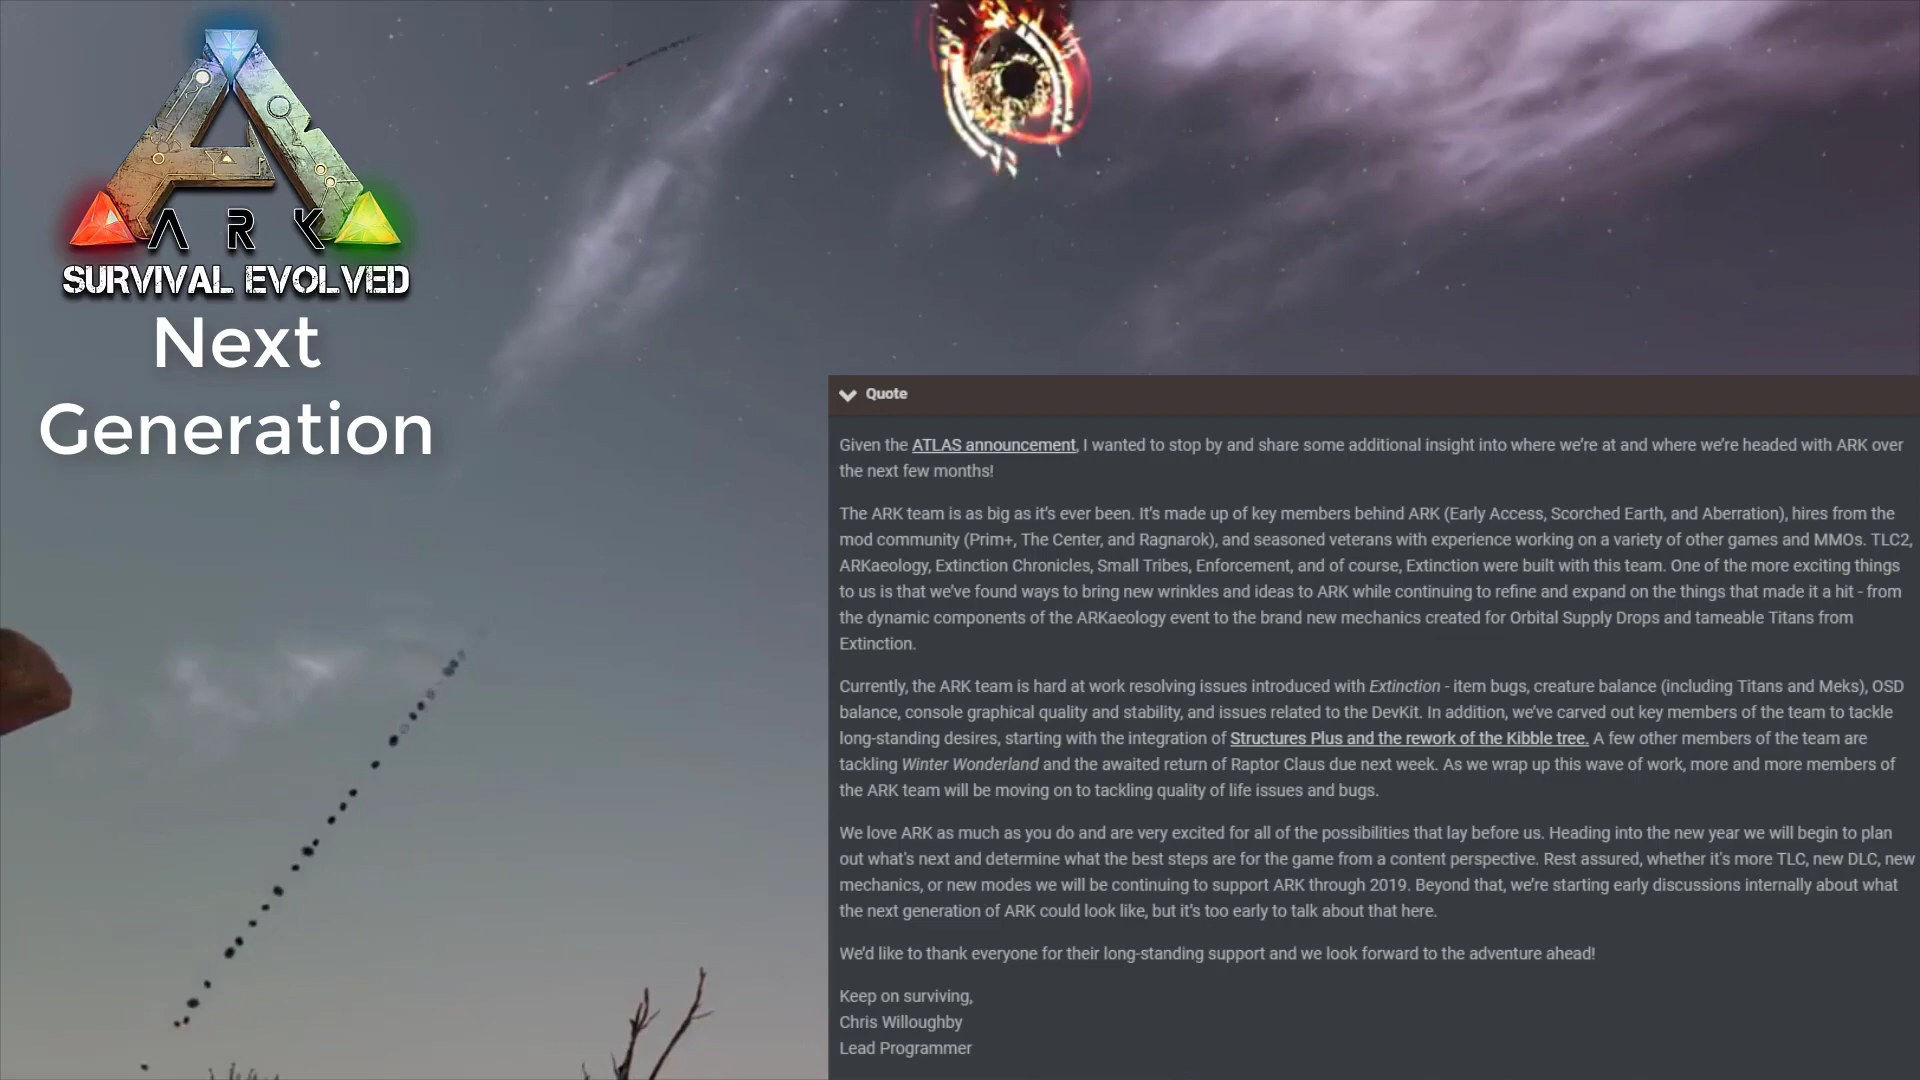 ARK
SURVIVAL EVOLVED
Next
Generation
Quote
Given the ATLAS announcement, I wanted to stop by and share some additional insight into where we’re at and where we’re headed with ARK over
the next few months!
The ARK team is as big as it’s ever been. It’s made up of key members behind ARK (Early Access, Scorched Earth, and Aberration), hires from the
mod community (Prim+, The Center, and Ragnarok), and seasoned veterans with experience working on a variety of other games and MMOs. TLC2,
ARKaeology, Extinction Chronicles, Small Tribes, Enforcement, and of course, Extinction were built with this team. One of the more exciting things
to us is that we’ve found ways to bring new wrinkles and ideas to ARK while continuing to refine and expand on the things that made it a hit - from
the dynamic components of the ARKaeology event to the brand new mechanics created for Orbital Supply Drops and tameable Titans from
Extinction.
Currently, the ARK team is hard at work resolving issues introduced with Extinction - item bugs, creature balance (including Titans and Meks), OSD
balance, console graphical quality and stability, and issues related to the DevKit. In addition, we’ve carved out key members of the team to tackle
long-standing desires, starting with the integration of Structures Plus and the rework of the Kibble tree. A few other members of the team are
tackling Winter Wonderland and the awaited return of Raptor Claus due next week. As we wrap up this wave of work, more and more members of
the ARK team will be moving on to tackling quality of life issues and bugs.
We love ARK as much as you do and are very excited for all of the possibilities that lay before us. Heading into the new year we will begin to plan
out what's next and determine what the best steps are for the game from a content perspective. Rest assured, whether it's more TLC, new DLC, new
mechanics, or new modes we will be continuing to support ARK through 2019. Beyond that, we’re starting early discussions internally about what
the next generation of ARK could look like, but it’s too early to talk about that here.
We’d like to thank everyone for their long-standing support and we look forward to the adventure ahead!
Keep on surviving,
Chris Willoughby
Lead Programmer